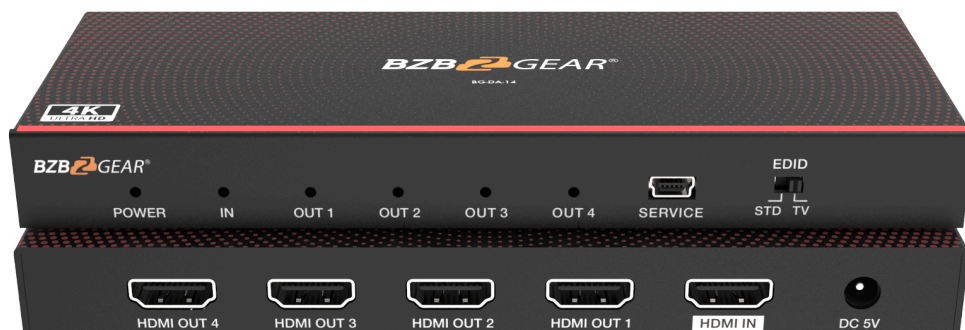 BZB GEAR®
BG-DA-14
4K
ULTRA HD
BZB GEAR®
EDID
POWER IN OUT 1 OUT 2 OUT 3 OUT 4 SERVICE STD TV
HDMI OUT 4 HDMI OUT 3 HDMI OUT 2 HDMI OUT 1 HDMI IN DC 5V